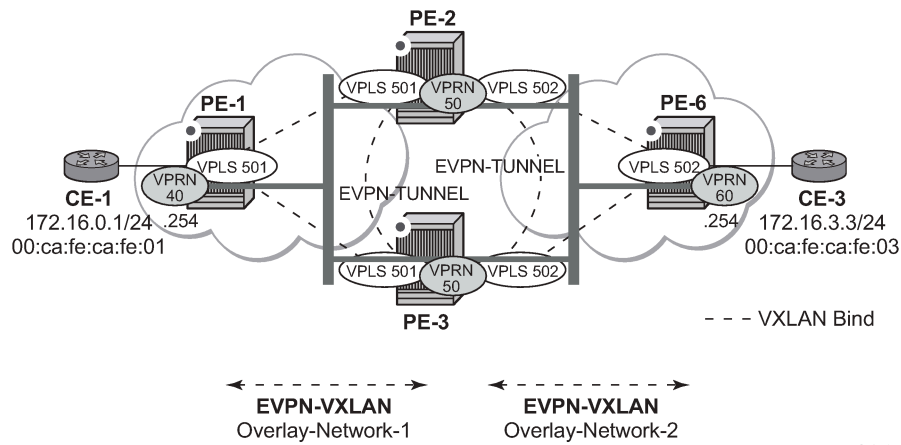 PE-2
VPLS 501
VPRN
50
VPLS 502
PE-1
VPLS 501
VPRN
40
CE-1
172.16.0.1/24
00:ca:fe:ca:fe:01
.254
EVPN-TUNNEL
EVPN-TUNNEL
PE-6
VPLS 502
VPRN
60
.254
CE-3
172.16.3.3/24
00:ca:fe:ca:fe:03
VPLS 501
VPRN
50
VPLS 502
PE-3
VXLAN Bind
EVPN-VXLAN
Overlay-Network-1
EVPN-VXLAN
Overlay-Network-2